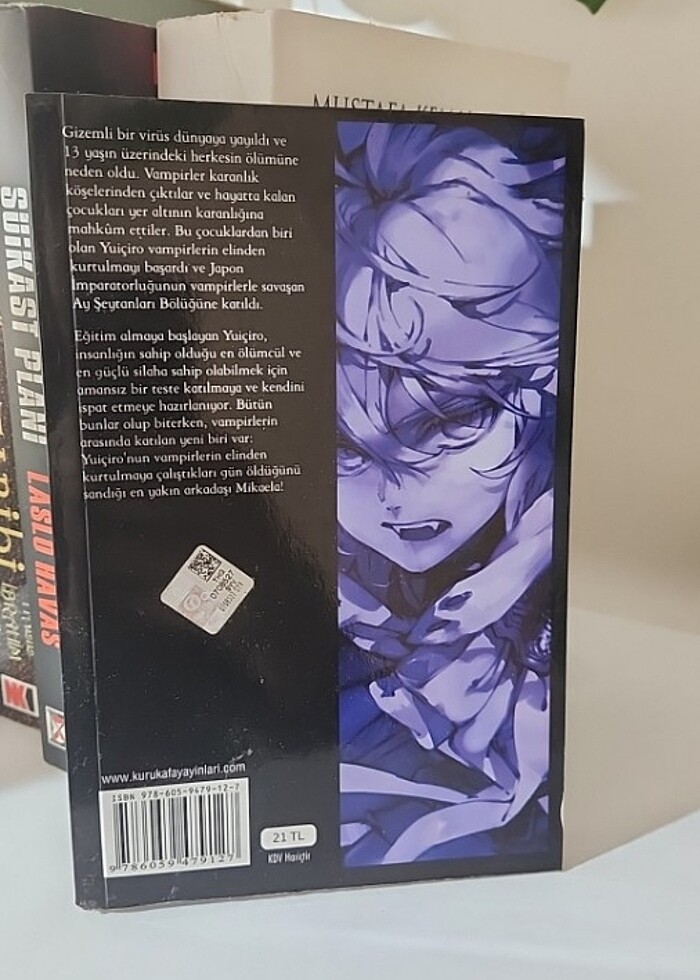 MUSTAFA
Gizemli bir virüs dünyaya yayıldı ve
13 yaşın üzerindeki herkesin ölümüne
neden oldu. Vampirler karanlık
köşelerinden çıktılar ve hayatta kalan
çocukları yer altının karanlığına
mahkûm ettiler. Bu çocuklardan biri
olan Yuiçiro vampirlerin elinden
kurtulmayı başardı ve Japon
İmparatorluğunun vampirlerle savaşan
Ay Şeytanları Bölüğüne katıldı.
Eğitim almaya başlayan Yuiçiro,
insanlığın sahip olduğu en ölümcül ve
en güçlü silaha sahip olabilmek için
amansız bir teste katılmaya ve kendini
ispat etmeye hazırlanıyor. Bütün
bunlar olup biterken, vampirlerin
arasında katılan yeni biri var:
Yuiçiro'nun vampirlerin elinden
kurtulmaya çalıştıkları gün öldüğünü
sandığı en yakın arkadaşı Mikaela!
www.kurukafayayinlari.com
ISBN 978-605-9479-12-7
9 786059 479127
21 TL
KDV Hariçtir
SUİKAST PLANI
LASLO HAVAS